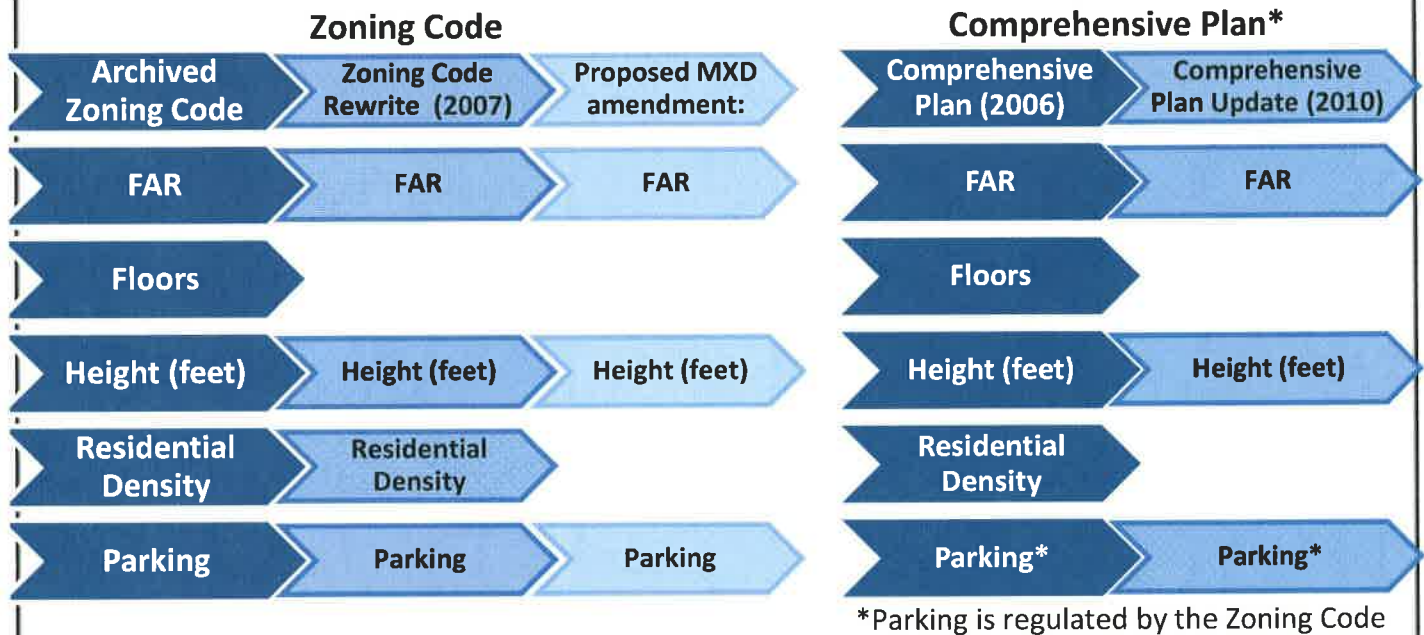 Zoning Code
Archived
Zoning Code
Zoning Code
Rewrite (2007)
Proposed MXD
amendment:
FAR
FAR
FAR
Floors
Height (feet)
Height (feet)
Height (feet)
Residential
Density
Residential
Density
Parking
Parking
Parking
Comprehensive Plan*
Comprehensive
Plan (2006)
Comprehensive
Plan Update (2010)
FAR
FAR
Floors
Height (feet)
Height (feet)
Residential
Density
Parking*
Parking*
*Parking is regulated by the Zoning Code